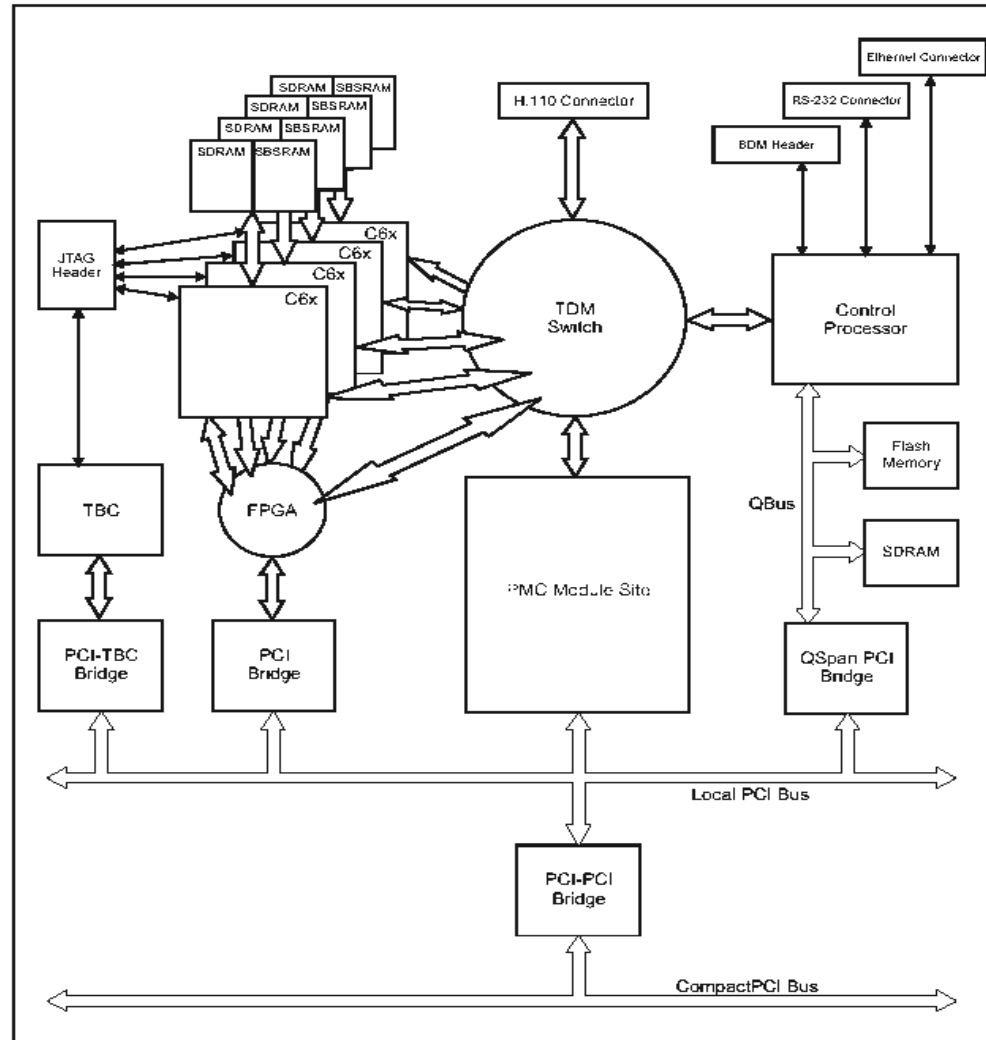 Ethernet Connector
SDRAM SBSRAM
RS-232 Connector
H.110 Connector
SDRAM SBSRAM
SDRAM SBSRAM
BDM Header
SDRAM SBSRAM
C6x
JTAG
Header
C6x
C6x
C6x
TDM
Switch
Control
Processor
Flash
Memory
QBus
TBC
FPGA
SDRAM
PMC Module Site
PCI-TBC
Bridge
PCI
Bridge
QSpan PCI
Bridge
Local PCI Bus
PCI-PCI
Bridge
CompactPCI Bus